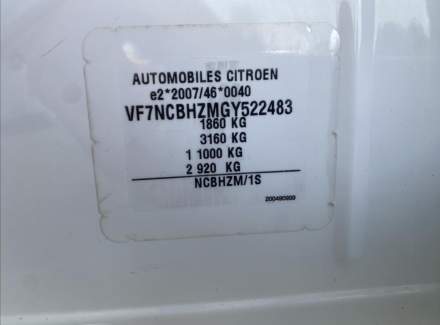 AUTOMOBILES CITROEN
e2*2007/46*0040
VF7NCBHZMGY522483
1860 KG
3160 KG
1 1000 KG
2 920 KG
NCBHZM/1S
200490999